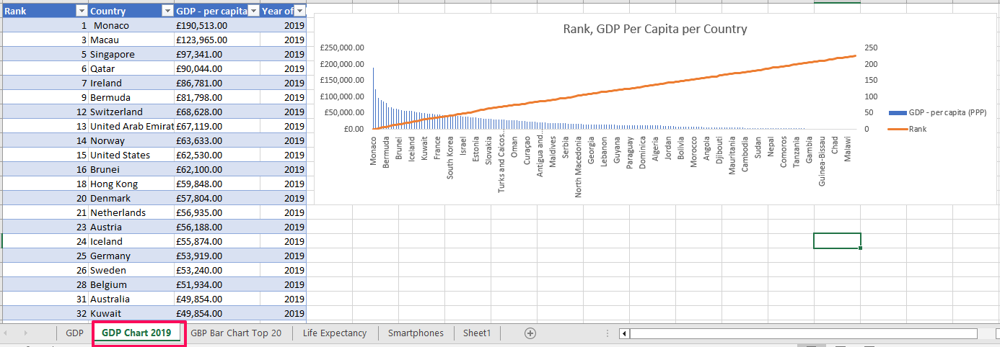 Rank Country GDP - per capita Year of
1 Monaco £190,513.00 2019
3 Macau £123,965.00 2019
5 Singapore £97,341.00 2019
6 Qatar £90,044.00 2019
7 Ireland £86,781.00 2019
9 Bermuda £81,798.00 2019
12 Switzerland £68,628.00 2019
13 United Arab Emirat £67,119.00 2019
14 Norway £63,633.00 2019
15 United States £62,530.00 2019
16 Brunei £62,100.00 2019
18 Hong Kong £59,848.00 2019
20 Denmark £57,804.00 2019
21 Netherlands £56,935.00 2019
23 Austria £56,188.00 2019
24 Iceland £55,874.00 2019
25 Germany £53,919.00 2019
26 Sweden £53,240.00 2019
28 Belgium £51,934.00 2019
31 Australia £49,854.00 2019
32 Kuwait £49,854.00 2019
Rank, GDP Per Capita per Country
£250,000.00 250
£200,000.00 200
£150,000.00 150
£100,000.00 100
£50,000.00 50
£0.00 0
GDP - per capita (PPP)
Rank
Monaco
Bermuda
Brunei
Iceland
Kuwait
France
South Korea
Israel
Estonia
Slovakia
Turks and Caicos...
Oman
Curaçao
Antigua and...
Maldives
Serbia
North Macedonia
Georgia
Lebanon
Guyana
Paraguay
Dominica
Algeria
Jordan
Bolivia
Morocco
Angola
Djibouti
Mauritania
Cambodia
Sudan
Nepal
Comoros
Tanzania
Gambia
Guinea-Bissau
Chad
Malawi
GDP GDP Chart 2019 GBP Bar Chart Top 20 Life Expectancy Smartphones Sheet1